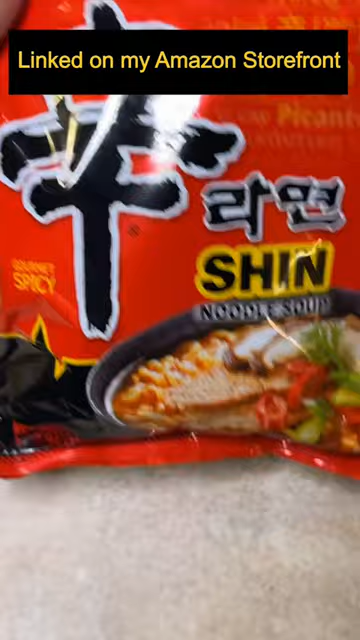 Linked on my Amazon Storefront
Picante
辛
라면
GOURMET
SPICY
SHIN
NOODLE SOUP